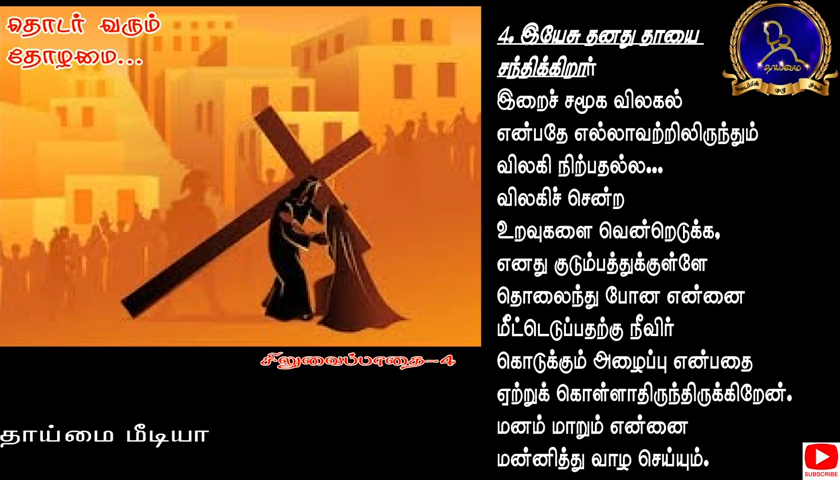 தொடர் வரும்
தோழமை...
4. இயேசு தனது தாயை
சந்திக்கிறார்
இறைச் சமூக விலகல்
என்பதே எல்லாவற்றிலிருந்தும்
விலகி நிற்பதல்ல...
விலகிச் சென்ற
உறவுகளை வென்றெடுக்க,
எனது குடும்பத்துக்குள்ளே
தொலைந்து போன என்னை
மீட்டெடுப்பதற்கு நீவிர்
கொடுக்கும் அழைப்பு என்பதை
ஏற்றுக் கொள்ளாதிருந்திருக்கிறேன்.
மனம் மாறும் என்னை
மன்னித்து வாழ செய்யும்.
சிலுவைப்பாதை-4
தாய்மை மீடியா
தாய்மை
SUBSCRIBE